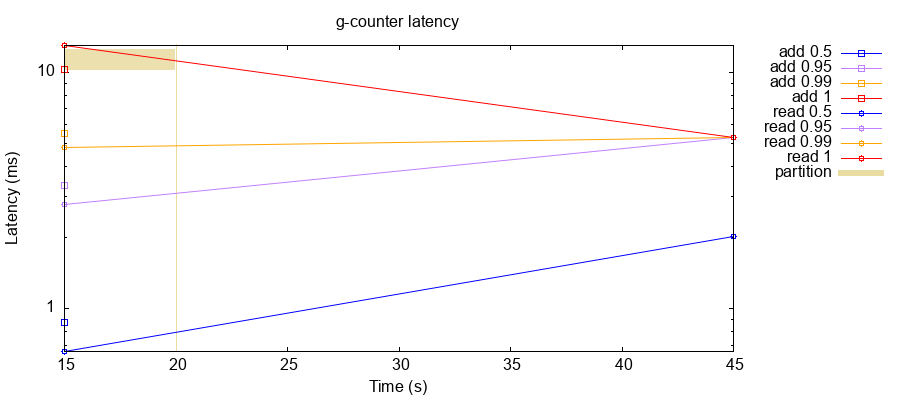 g-counter latency
Latency (ms)
10
1
15 20 25 30 35 40 45
Time (s)
add 0.5
add 0.95
add 0.99
add 1
read 0.5
read 0.95
read 0.99
read 1
partition